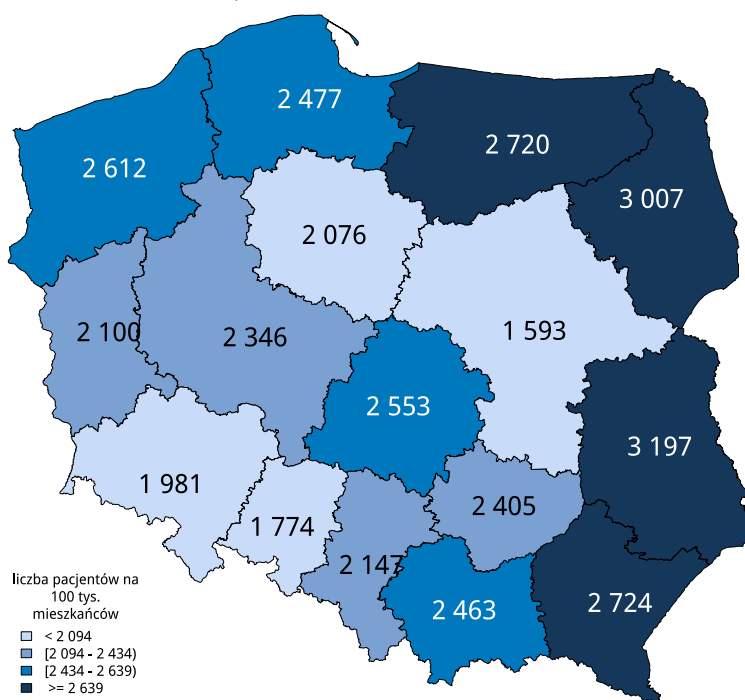 2 477
2 612
2 720
3 007
2 076
2 100
2 346
1 593
2 553
3 197
1 981
2 405
1 774
2 147
2 463
2 724
liczba pacjentów na
100 tys.
mieszkańców
< 2 094
[2 094 - 2 434)
[2 434 - 2 639)
>= 2 639